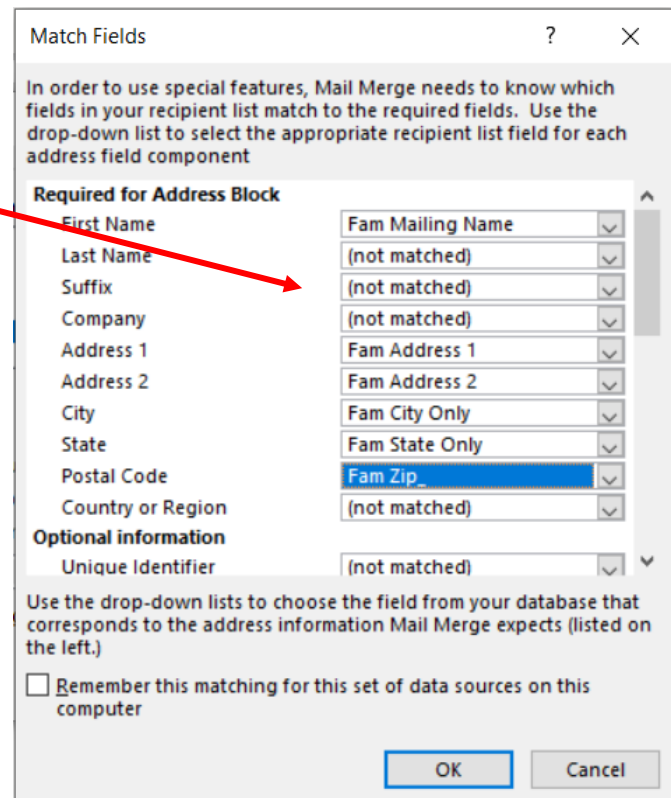 Match Fields ?
In order to use special features, Mail Merge needs to know which
fields in your recipient list match to the required fields. Use the
drop-down list to select the appropriate recipient list field for each
address field component
Required for Address Block
First Name Fam Mailing Name
Last Name (not matched)
Suffix (not matched)
Company (not matched)
Address 1 Fam Address 1
Address 2 Fam Address 2
City Fam City Only
State Fam State Only
Postal Code Fam Zip_
Country or Region (not matched)
Optional information
Unique Identifier (not matched)
Use the drop-down lists to choose the field from your database that
corresponds to the address information Mail Merge expects (listed on
the left.)
Remember this matching for this set of data sources on this
computer
OK Cancel